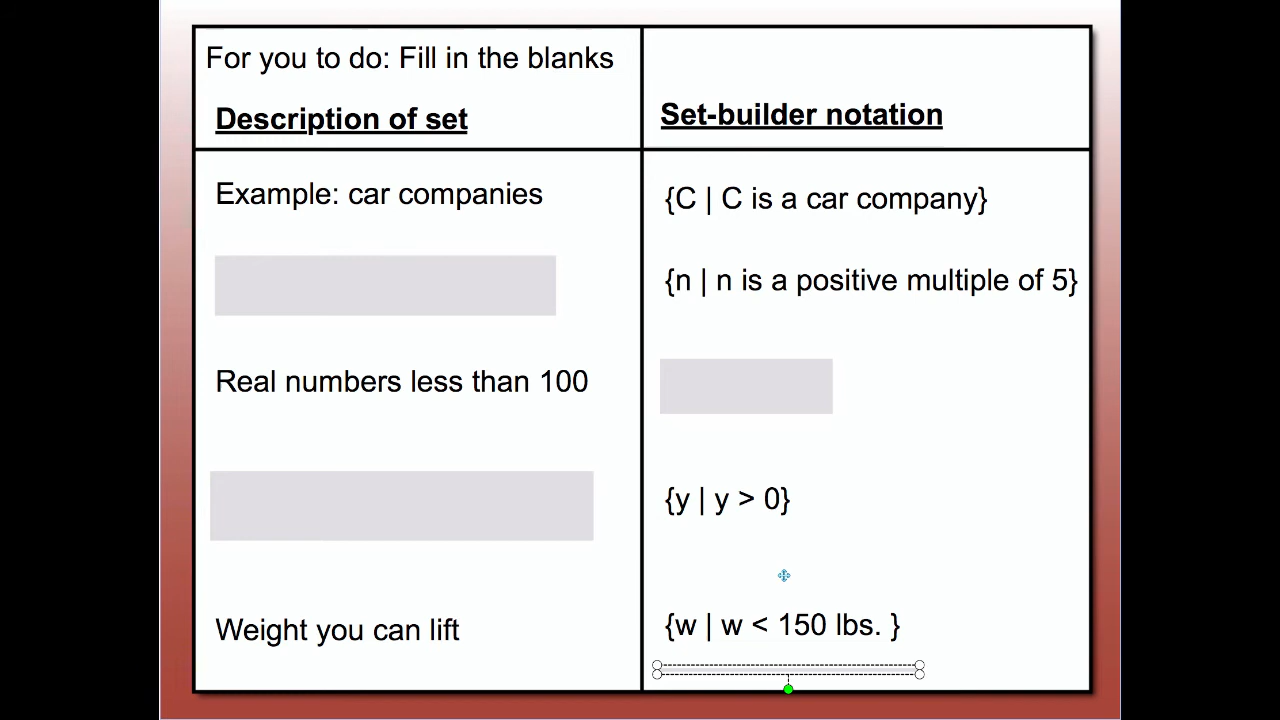 For you to do: Fill in the blanks
Description of set
Set-builder notation
Example: car companies
{C | C is a car company}
{n | n is a positive multiple of 5}
Real numbers less than 100
{y | y > 0}
Weight you can lift
{w | w < 150 lbs. }